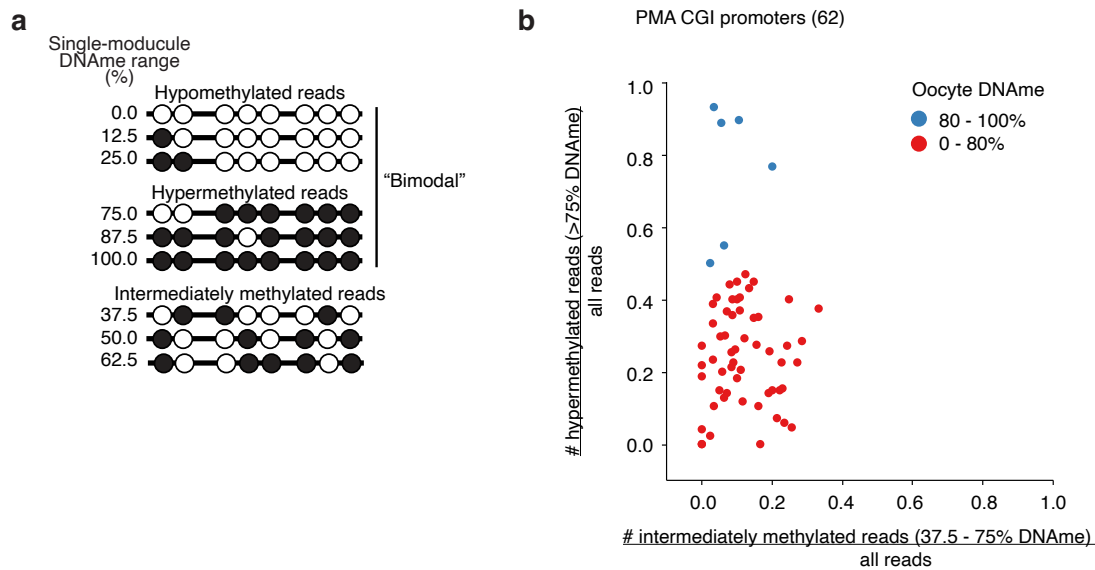 a
Single-moducule
DNAme range
(%)
Hypomethylated reads
0.0
12.5
25.0
Hypermethylated reads
75.0
87.5
100.0
"Bimodal"
Intermediately methylated reads
37.5
50.0
62.5
b
PMA CGI promoters (62)
Oocyte DNAme
80 - 100%
0 - 80%
# hypermethylated reads (>75% DNAme)
all reads
1.0
0.8
0.6
0.4
0.2
0.0
0.0 0.2 0.4 0.6 0.8 1.0
# intermediately methylated reads (37.5 - 75% DNAme)
all reads